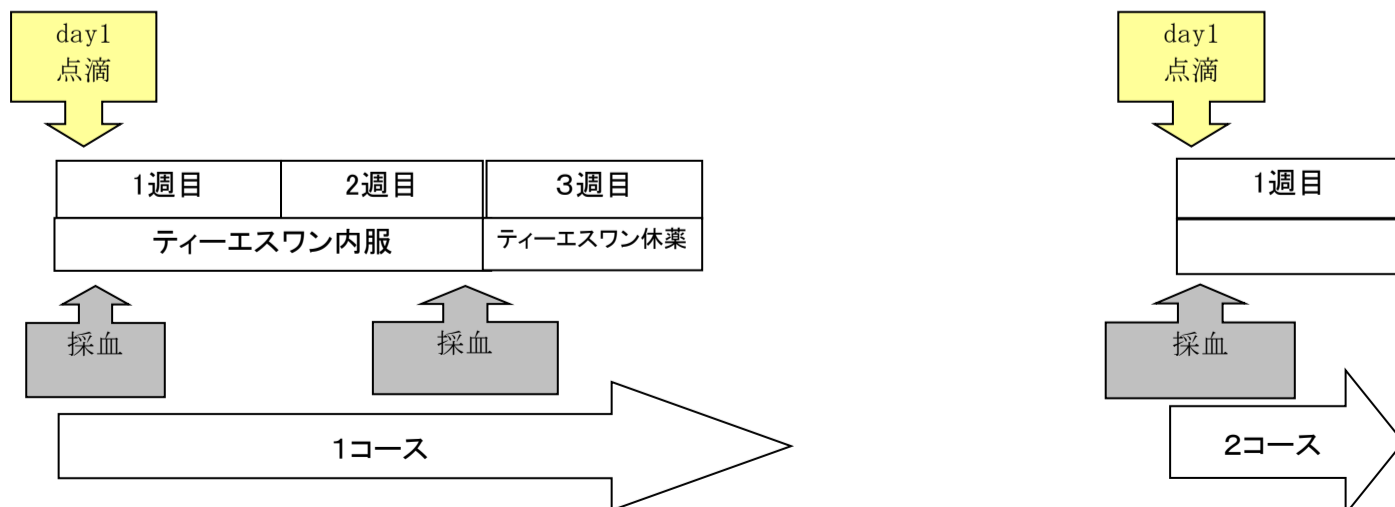 day1
点滴
day1
点滴
1週目
2週目
3週目
1週目
ティーエスワン内服
ティーエスワン休薬
採血
採血
採血
1コース
2コース